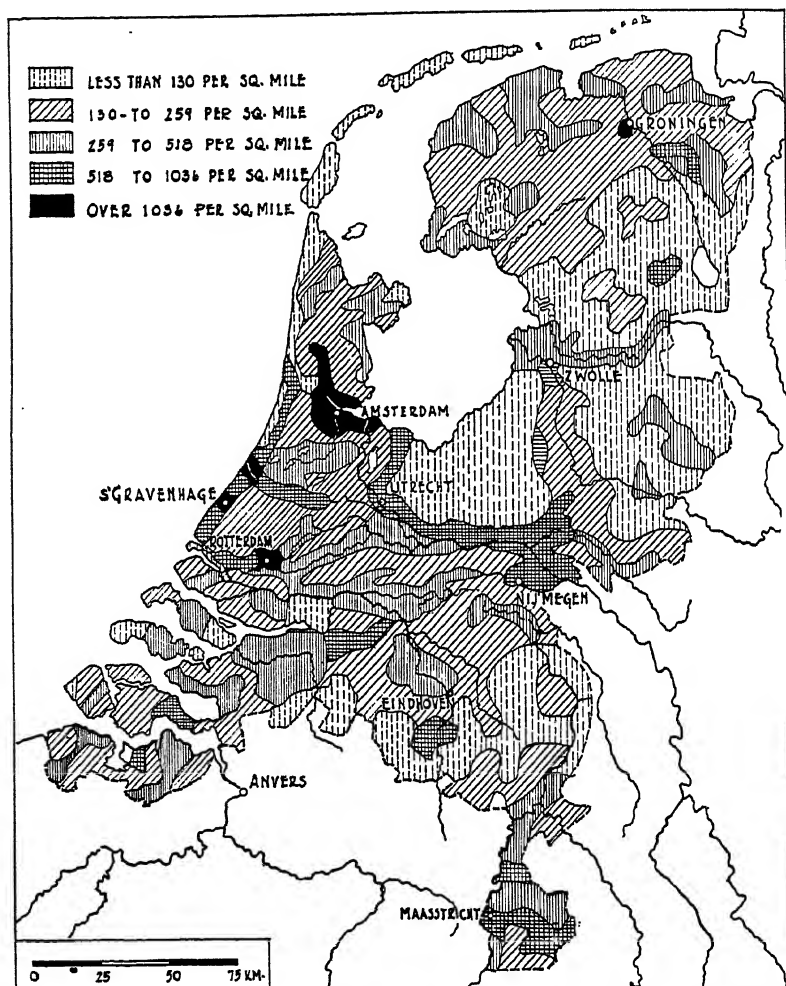 LESS THAN 130 PER SQ. MILE
130-TO 259 PER SQ. MILE
259 TO 518 PER SQ. MILE
518 TO 1036 PER SQ. MILE
OVER 1036 PER SQ. MILE
GRONINGEN
ZWOLLE
AMSTERDAM
UTRECHT
S'GRAVENHAGE
ROTTERDAM
NIJMEGEN
EINDHOVEN
ANVERS
MAASSTRICHT
0 25 50 75 KM-